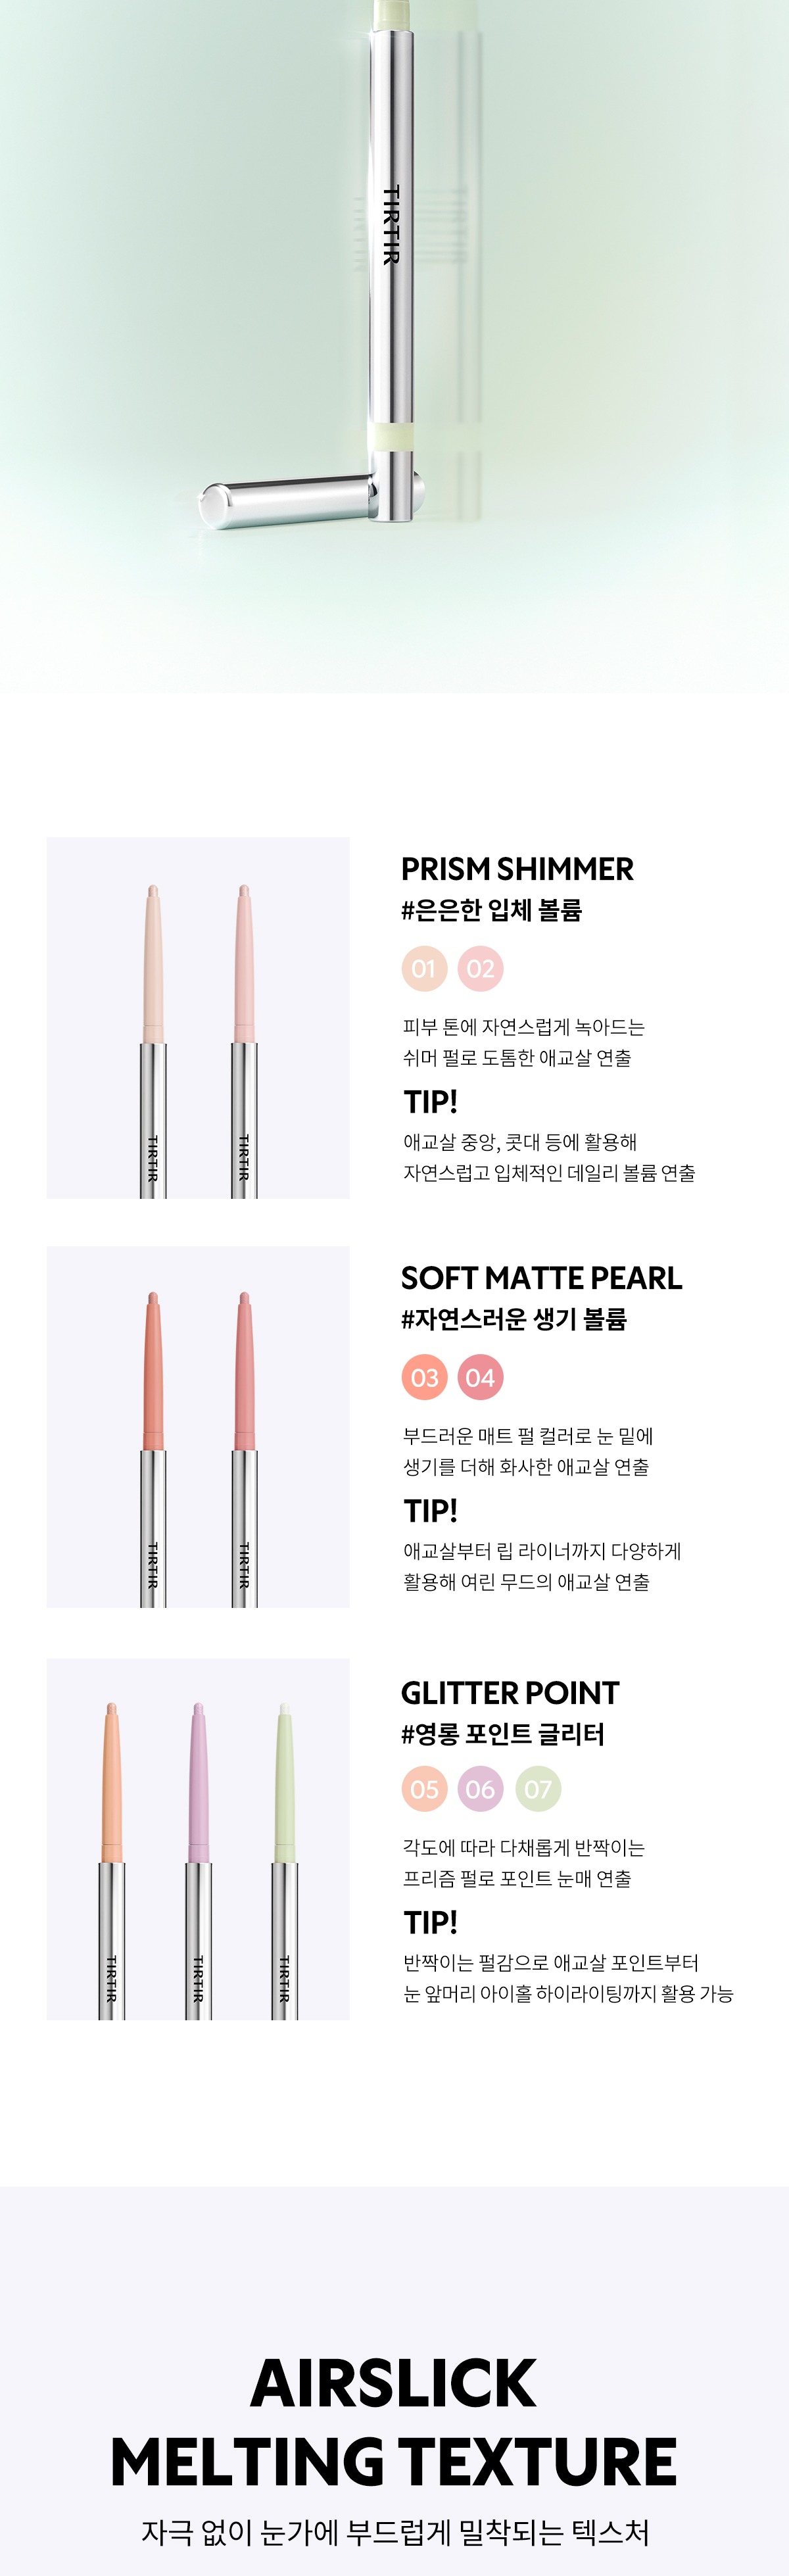 TIRTIR
PRISM SHIMMER
#은은한 입체 볼륨
01 02
피부 톤에 자연스럽게 녹아드는
쉬머 펄로 도톰한 애교살 연출
TIP!
애교살 중앙, 콧대 등에 활용해
자연스럽고 입체적인 데일리 볼륨 연출
TIRTIR TIRTIR
SOFT MATTE PEARL
#자연스러운 생기 볼륨
03 04
부드러운 매트 펄 컬러로 눈 밑에
생기를 더해 화사한 애교살 연출
TIP!
애교살부터 립 라이너까지 다양하게
활용해 여린 무드의 애교살 연출
TIRTIR TIRTIR
GLITTER POINT
#영롱 포인트 글리터
05 06 07
각도에 따라 다채롭게 반짝이는
프리즘 펄로 포인트 눈매 연출
TIP!
반짝이는 펄감으로 애교살 포인트부터
눈 앞머리 아이홀 하이라이팅까지 활용 가능
TIRTIR TIRTIR TIRTIR
AIRSLICK
MELTING TEXTURE
자극 없이 눈가에 부드럽게 밀착되는 텍스처